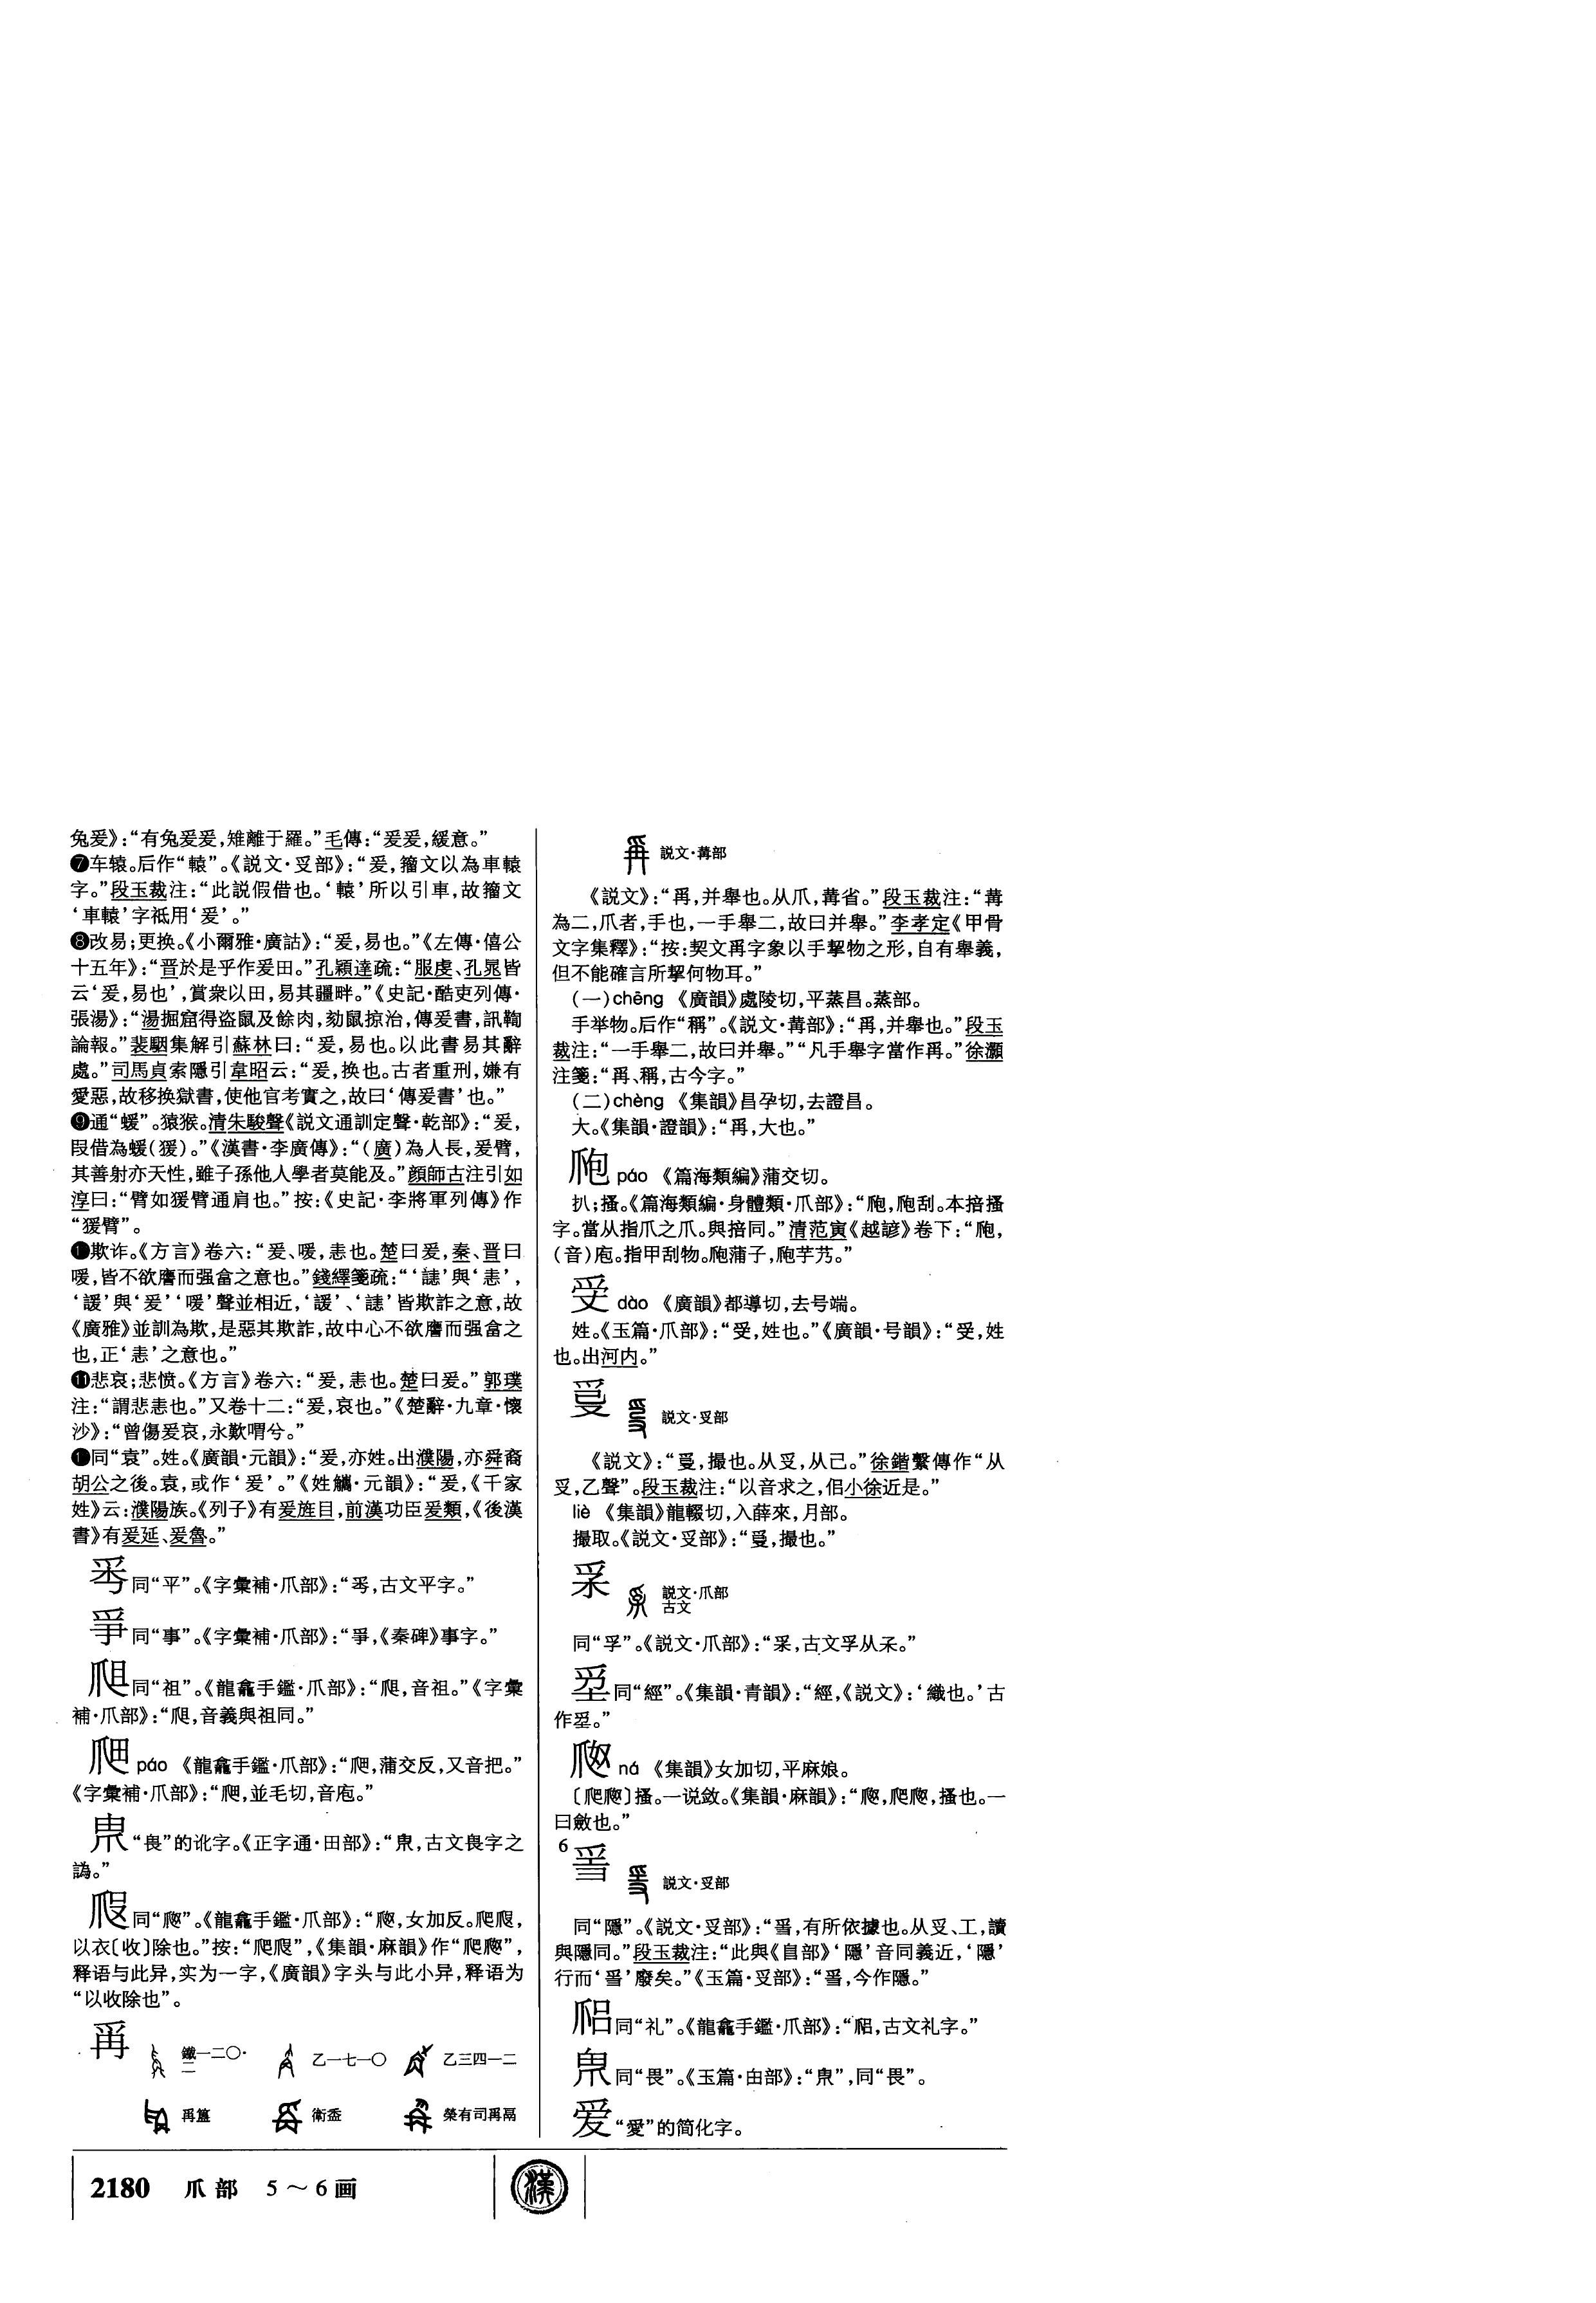 兔爰》:“有兔爰爰,雉離于羅。”毛傳:“爰爰,緩意。”
❼车辕。后作“轅”。《説文·𠬪部》:“爰,籀文以為車轅
字。”段玉裁注:“此説假借也。‘轅’所以引車,故籀文
‘車轅’字祇用‘爰’。”
❽改易;更换。《小爾雅·廣詁》:“爰,易也。”《左傳·僖公
十五年》:“晋於是乎作爰田。”孔穎達疏:“服虔、孔晁皆
云‘爰,易也’,賞衆以田,易其疆畔。”《史記·酷吏列傳·
張湯》:“湯掘窟得盗鼠及餘肉,劾鼠掠治,傳爰書,訊鞫
論報。”裴駰集解引蘇林曰:“爰,易也。以此書易其辭
處。”司馬貞索隱引韋昭云:“爰,换也。古者重刑,嫌有
愛惡,故移换獄書,使他官考實之,故曰‘傳爰書’也。”
❾通“蝯”。猿猴。清朱駿聲《説文通訓定聲·乾部》:“爰,
叚借為蝯(猨)。”《漢書·李廣傳》:“(廣)為人長,爰臂,
其善射亦天性,雖子孫他人學者莫能及。”顔師古注引如
淳曰:“臂如猨臂通肩也。”按:《史記·李將軍列傳》作
“猨臂”。
❶欺诈。《方言》卷六:“爰、嗳,恚也。楚曰爰,秦、晋曰
嗳,皆不欲譍而强畣之意也。”錢繹箋疏:“‘諻’與‘恚’,
‘諼’與‘爰’‘嗳’聲並相近,‘諼’、皆欺詐之意,故
《廣雅》並訓為欺,是惡其欺詐,故中心不欲譍而强畣之
也,正‘恚’之意也。”
⓫悲哀;悲愤。《方言》卷六:“爰,恚也。楚曰爰。”郭璞
注:“謂悲恚也。”又卷十二:“爰,哀也。”《楚辭·九章·懷
沙》:“曾傷爰哀,永歎喟兮。”
❶同“袁”。姓。《廣韻·元韻》:“爰,亦姓。出濮陽,亦舜裔
胡公之後。袁,或作‘爰’。”《姓觿·元韻》:“爰,《千家
姓》云:濮陽族。《列子》有爰旌目,前漢功臣爰類,《後漢
書》有爰延、爰魯。”
同“平”。《字彙補·爪部》:“,古文平字。”
同“事”。《字彙補·爪部》:“,《秦碑》事字。”
同“祖”。《龍龕手鑑·爪部》:“,音祖。”《字彙
補·爪部》:“,音義與祖同。”
páo 《龍龕手鑑·爪部》:“,蒲交反,又音把。”
《字彙補·爪部》:“,並毛切,音庖。”
“畏”的讹字。《正字通·田部》:“,古文畏字之
譌。”
同“”。《龍龕手鑑·爪部》:“,女加反。爬,
以衣〔收〕除也。”按:“爬”,《集韻·麻韻》作“爬”,
释语与此异,实为一字,《廣韻》字头与此小异,释语为
“以收除也”。
爯 鐵一二〇·二 乙一七一〇 乙三四一二
爯簋 衛盉 榮有司爯鬲
説文·冓部
《説文》:“爯,并舉也。从爪,冓省。”段玉裁注:“冓
為二,爪者,手也,一手舉二,故曰并舉。”李孝定《甲骨
文字集釋》:“按:契文爯字象以手挈物之形,自有舉義,
但不能確言所挈何物耳。”
(一)chēng 《廣韻》處陵切,平蒸昌。蒸部。
手举物。后作“稱”。《説文·冓部》:“爯,并舉也。”段玉
裁注:“一手舉二,故曰并舉。”“凡手舉字當作爯。”徐灝
注箋:“爯、稱,古今字。”
(二)chèng 《集韻》昌孕切,去證昌。
大。《集韻·證韻》:“爯,大也。”
páo 《篇海類編》蒲交切。
扒;搔。《篇海類編·身體類·爪部》:“,刮。本掊搔
字。當从指爪之爪。與掊同。”清范寅《越諺》卷下:“,
(音)庖。指甲刮物。蒲子,芋艿。”
dào 《廣韻》都導切,去号端。
姓。《玉篇·爪部》:“,姓也。”《廣韻·号韻》:“,姓
也。出河内。”
説文·𠬪部
《説文》:“,撮也。从𠬪,从己。”徐鍇繫傳作“从
𠬪,乙聲”。段玉裁注:“以音求之,侣小徐近是。”
liè 《集韻》龍輟切,入薛來,月部。
撮取。《説文·𠬪部》:“,撮也。”
説文·爪部
古文
同“孚”。《説文·爪部》:“,古文孚从𤓽。”
同“經”。《集韻·青韻》:“經,《説文》:‘織也。’古
作。”
ná 《集韻》女加切,平麻娘。
〔爬〕搔。一说敛。《集韻·麻韻》:“,爬,搔也。一
曰斂也。”
6
説文·𠬪部
同“隱”。《説文·𠬪部》:“㥯,有所依據也。从𠬪、工,讀
與隱同。”段玉裁注:“此與《𨸏部》‘隱’音同義近,‘隱’
行而廢矣。”《玉篇·𠬪部》:“,今作隱。”
同“礼”。《龍龕手鑑·爪部》:“,古文礼字。”
同“畏”。《玉篇·甶部》:“”,同“畏”。
爱“愛”的简化字。
2180 爪部 5～6画 漢